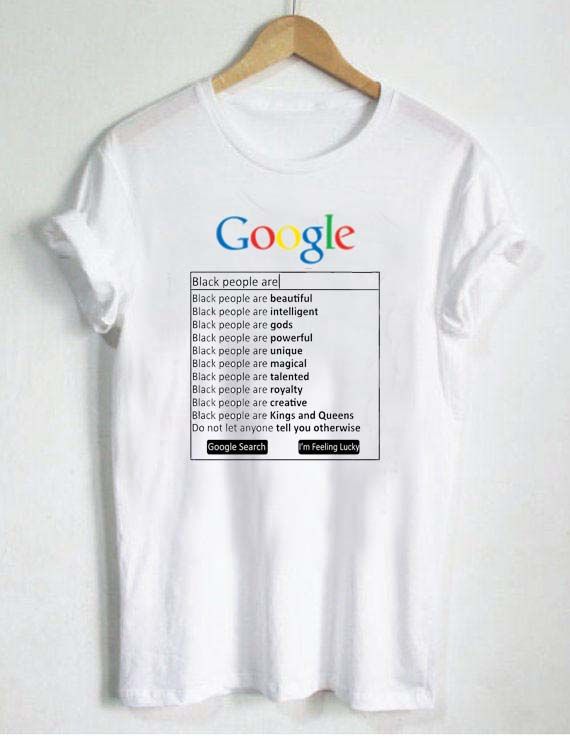 Google
Black people are
Black people are beautiful
Black people are intelligent
Black people are gods
Black people are powerful
Black people are unique
Black people are magical
Black people are talented
Black people are royalty
Black people are creative
Black people are Kings and Queens
Do not let anyone tell you otherwise
Google Search I'm Feeling Lucky